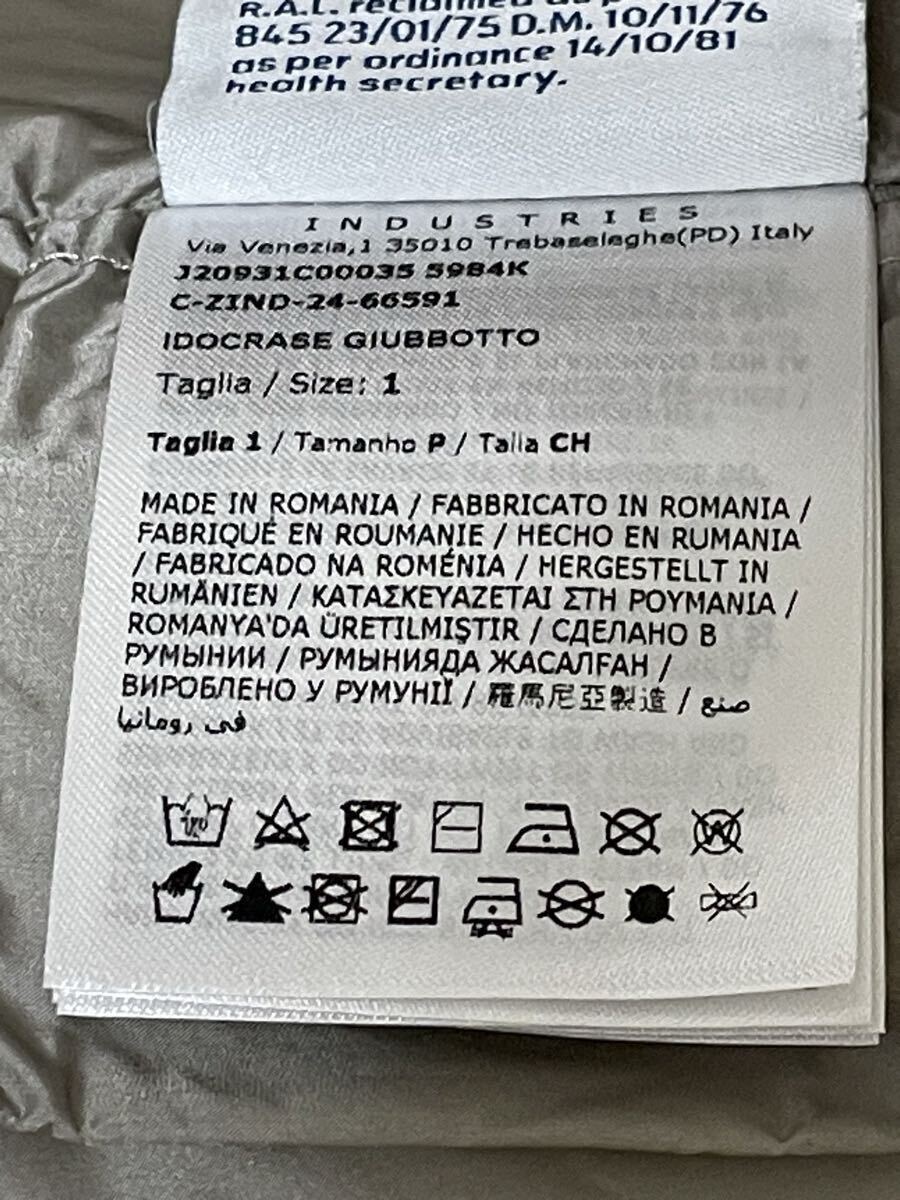 R.A.L. reclaimed as p
845 23/01/75 D.M. 10/11/76
as per ordinance 14/10/81
health secretary.
INDUSTRIES
Via Venezia,1 35010 Trebaseleghe(PD) Italy
J20931C00035 5984K
C-ZIND-24-66591
IDOCRASE GIUBBOTTO
Taglia / Size: 1
Taglia 1 / Tamanho P / Talla CH
MADE IN ROMANIA / FABBRICATO IN ROMANIA /
FABRIQUÉ EN ROUMANIE / HECHO EN RUMANIA
/ FABRICADO NA ROMÉNIA / HERGESTELLT IN
RUMÄNIEN / ΚΑΤΑΣΚΕΥΑΖΕΤΑΙ ΣΤΗ ΡΟΥΜΑΝΙΑ /
ROMANYA'DA ÜRETILMIŞTIR / СДЕЛАНО В
РУМЫНИИ / РУМЫНИЯДА ЖАСАЛҒАН /
ВИРОБЛЕНО У РУМУНІЇ / 羅馬尼亞製造 / صنع
في رومانيا
W